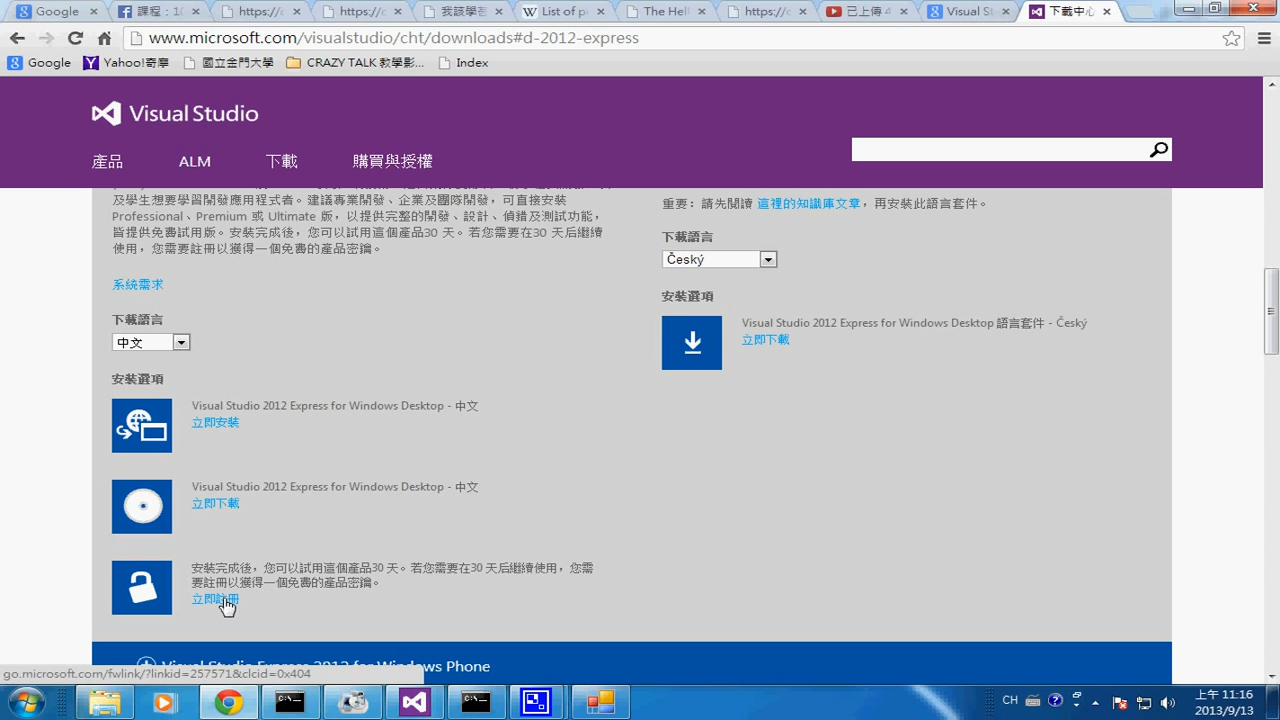 Google
課程：1(
https://
https://c
我該學習
List of p
The Hell
https://c
已上傳 4
Visual St
下載中心
www.microsoft.com/visualstudio/cht/downloads#d-2012-express
Google
Yahoo!奇摩
國立金門大學
CRAZY TALK 教學影...
Index
Visual Studio
產品
ALM
下載
購買與授權
及學生想要學習開發應用程式者。建議專業開發、企業及團隊開發，可直接安裝
Professional、Premium 或 Ultimate 版，以提供完整的開發、設計、偵錯及測試功能，
皆提供免費試用版。安裝完成後，您可以試用這個產品30 天。若您需要在30 天后繼續
使用，您需要註冊以獲得一個免費的產品密鑰。
系統需求
下載語言
中文
安裝選項
Visual Studio 2012 Express for Windows Desktop - 中文
立即安裝
Visual Studio 2012 Express for Windows Desktop - 中文
立即下載
安裝完成後，您可以試用這個產品30 天。若您需要在30 天后繼續使用，您需
要註冊以獲得一個免費的產品密鑰。
立即註冊
重要：請先閱讀 這裡的知識庫文章，再安裝此語言套件。
下載語言
Český
安裝選項
Visual Studio 2012 Express for Windows Desktop 語言套件 - Český
立即下載
Visual Studio Express 2012 for Windows Phone
go.microsoft.com/fwlink/?linkid=257571&clcid=0x404
CH
上午 11:16
2013/9/13